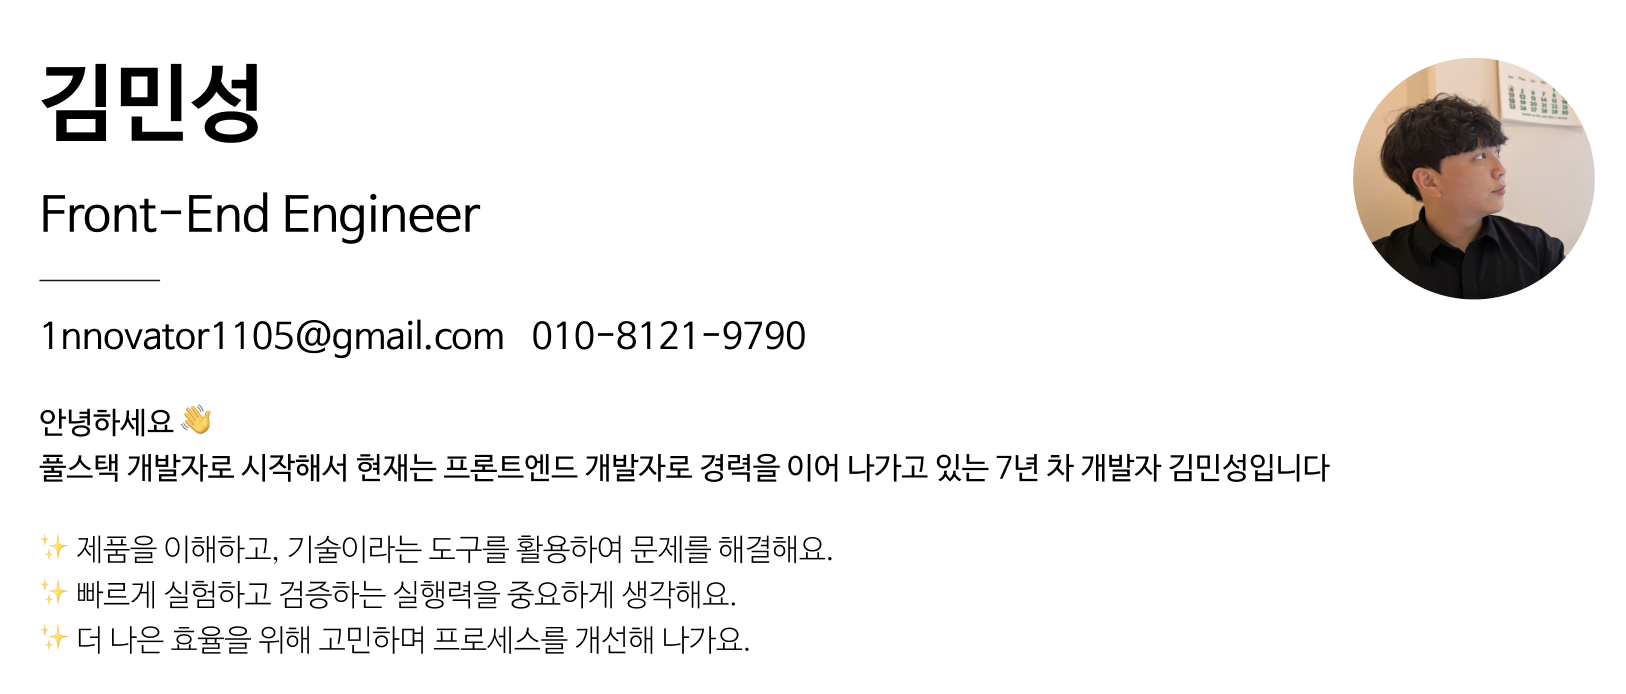 김민성
Front-End Engineer
1nnovator1105@gmail.com 010-8121-9790
안녕하세요 👋
풀스택 개발자로 시작해서 현재는 프론트엔드 개발자로 경력을 이어 나가고 있는 7년 차 개발자 김민성입니다
✨ 제품을 이해하고, 기술이라는 도구를 활용하여 문제를 해결해요.
✨ 빠르게 실험하고 검증하는 실행력을 중요하게 생각해요.
✨ 더 나은 효율을 위해 고민하며 프로세스를 개선해 나가요.